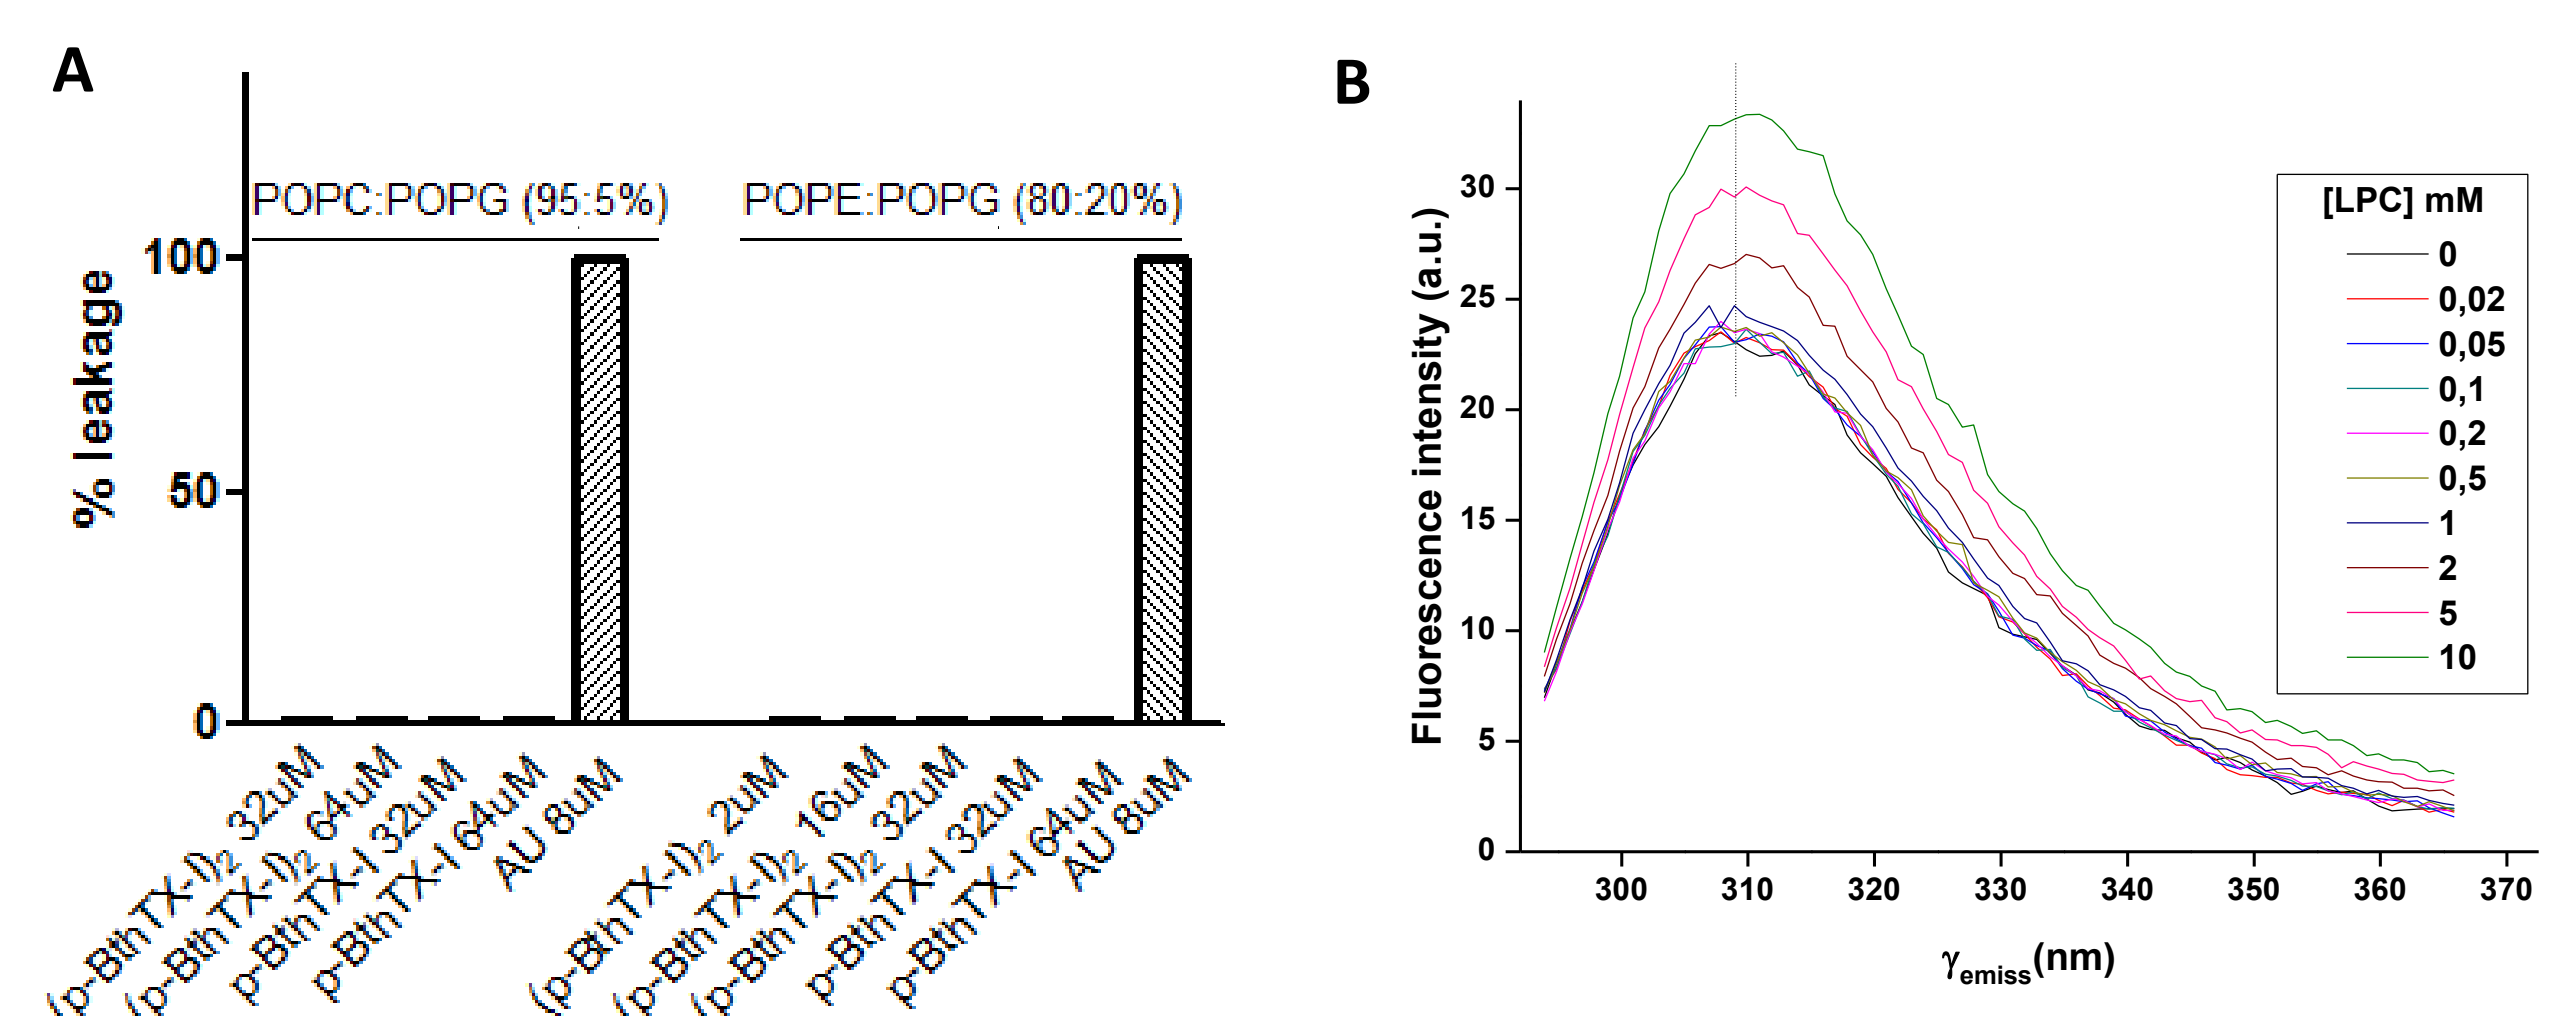 A
% leakage
100
50
0
POPC:POPG (95:5%)
POPE:POPG (80:20%)
(p-BthTX-I)₂ 32uM
(p-BthTX-I)₂ 64uM
p-BthTX-I 32uM
p-BthTX-I 64uM
AU 8uM
(p-BthTX-I)₂ 2uM
(p-BthTX-I)₂ 16uM
(p-BthTX-I)₂ 32uM
p-BthTX-I 32uM
p-BthTX-I 64uM
AU 8uM
B
Fluorescence intensity (a.u.)
30
25
20
15
10
5
0
300 310 320 330 340 350 360 370
γemiss(nm)
[LPC] mM
0
0,02
0,05
0,1
0,2
0,5
1
2
5
10